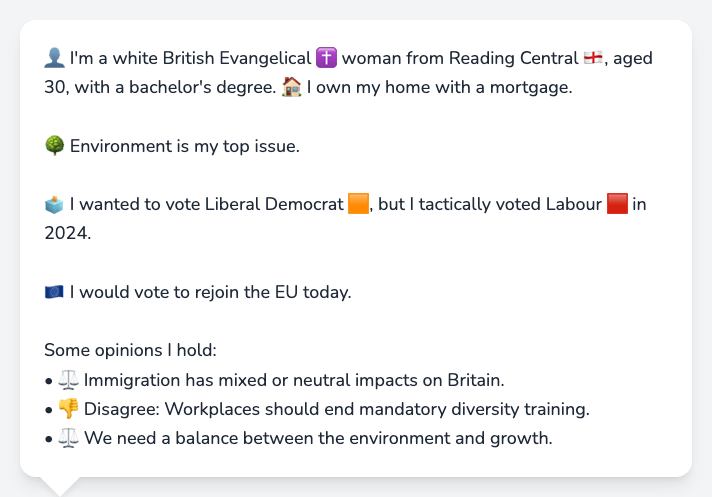 👤 I'm a white British Evangelical ✝️ woman from Reading Central 🏴󠁧󠁢󠁥󠁮󠁧󠁿, aged
30, with a bachelor's degree. 🏠 I own my home with a mortgage.
🌳 Environment is my top issue.
🗳️ I wanted to vote Liberal Democrat 🟧, but I tactically voted Labour 🟥 in
2024.
🇪🇺 I would vote to rejoin the EU today.
Some opinions I hold:
• ⚖️ Immigration has mixed or neutral impacts on Britain.
• 👎 Disagree: Workplaces should end mandatory diversity training.
• ⚖️ We need a balance between the environment and growth.